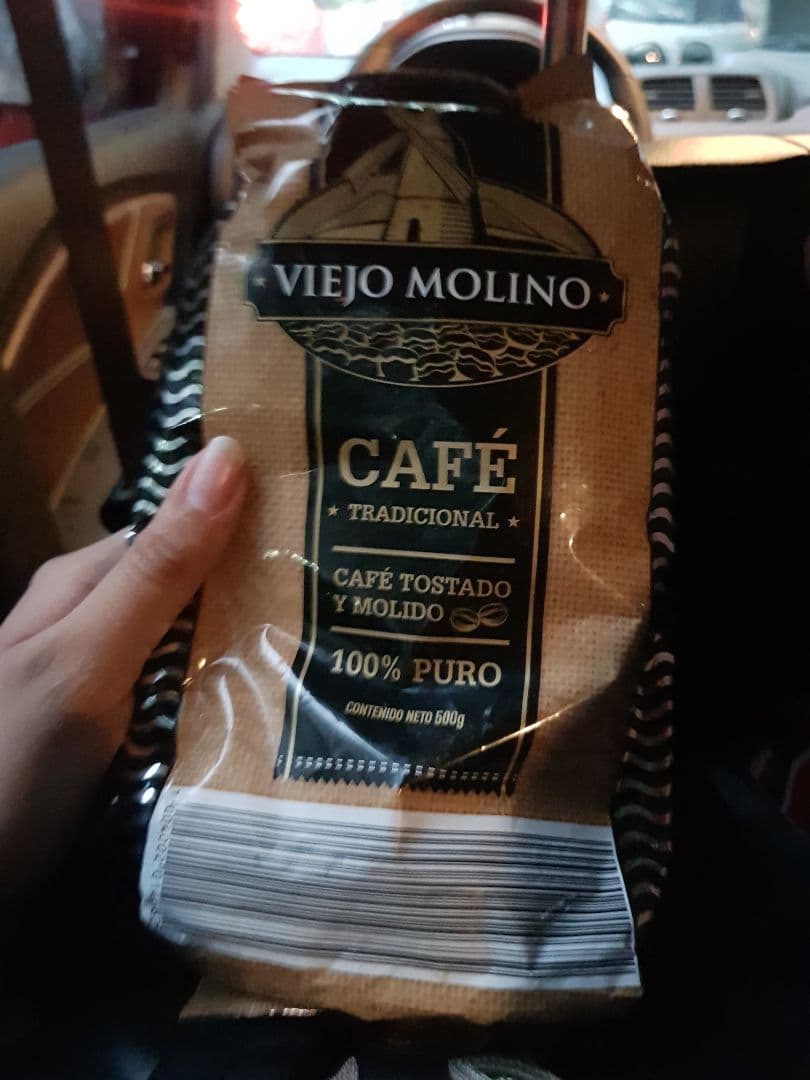 VIEJO MOLINO
CAFÉ
TRADICIONAL
CAFÉ TOSTADO
Y MOLIDO
100% PURO
CONTENIDO NETO 500g